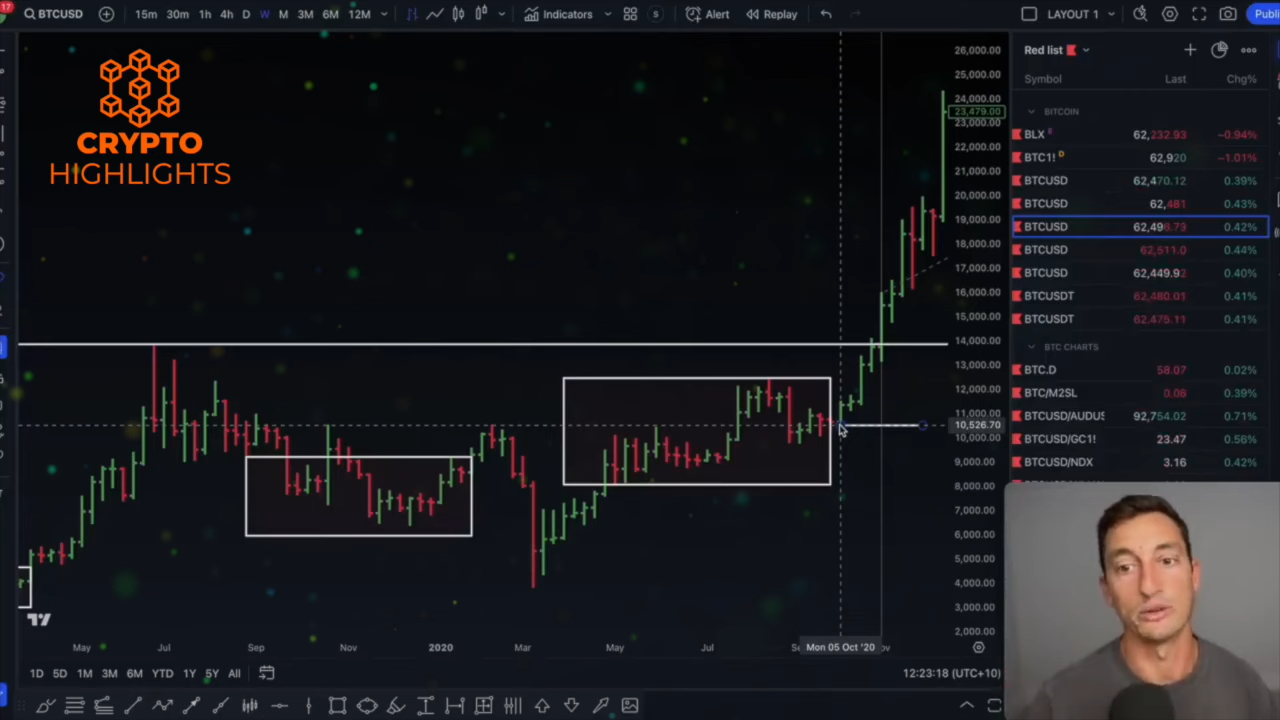 17
BTCUSD
15m 30m 1h 4h D W M 3M 6M 12M
Indicators
S
Alert
Replay
LAYOUT 1
CRYPTO
HIGHLIGHTS
26,000.00
25,000.00
24,000.00
23,479.00
23,000.00
22,000.00
21,000.00
20,000.00
19,000.00
18,000.00
17,000.00
16,000.00
15,000.00
14,000.00
13,000.00
12,000.00
11,000.00
10,526.70
10,000.00
9,000.00
8,000.00
7,000.00
6,000.00
5,000.00
4,000.00
3,000.00
2,000.00
May Jul Sep Nov 2020 Mar May Jul Mon 05 Oct '20
1D 5D 1M 3M 6M YTD 1Y 5Y All
12:23:18 (UTC+10)
Red list
Symbol Last Chg%
BITCOIN
BLX 62,232.93 −0.94%
BTC1! D 62,920 −1.01%
BTCUSD 62,470.12 0.39%
BTCUSD 62,481 0.43%
BTCUSD 0.42%
BTCUSD 62,511.0 0.44%
BTCUSD 62,449.92 0.40%
BTCUSDT 62,480.01 0.41%
BTCUSDT 62,475.11 0.41%
BTC CHARTS
BTC.D 58.07 0.02%
BTC/M2SL 0.06 0.39%
BTCUSD/AUDUS 92,754.02 0.71%
BTCUSD/GC1! 23.47 0.56%
BTCUSD/NDX 3.16 0.42%